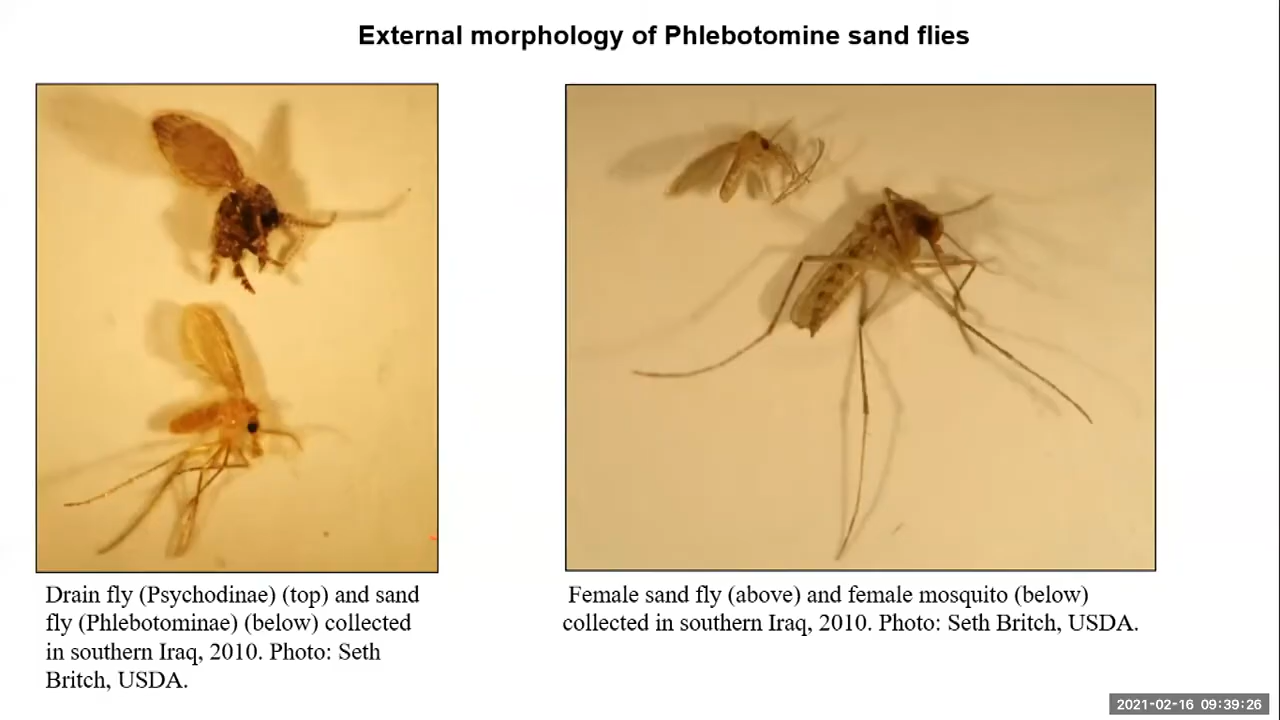 External morphology of Phlebotomine sand flies
Drain fly (Psychodinae) (top) and sand
fly (Phlebotominae) (below) collected
in southern Iraq, 2010. Photo: Seth
Britch, USDA.
Female sand fly (above) and female mosquito (below)
collected in southern Iraq, 2010. Photo: Seth Britch, USDA.
2021-02-16 09:39:26